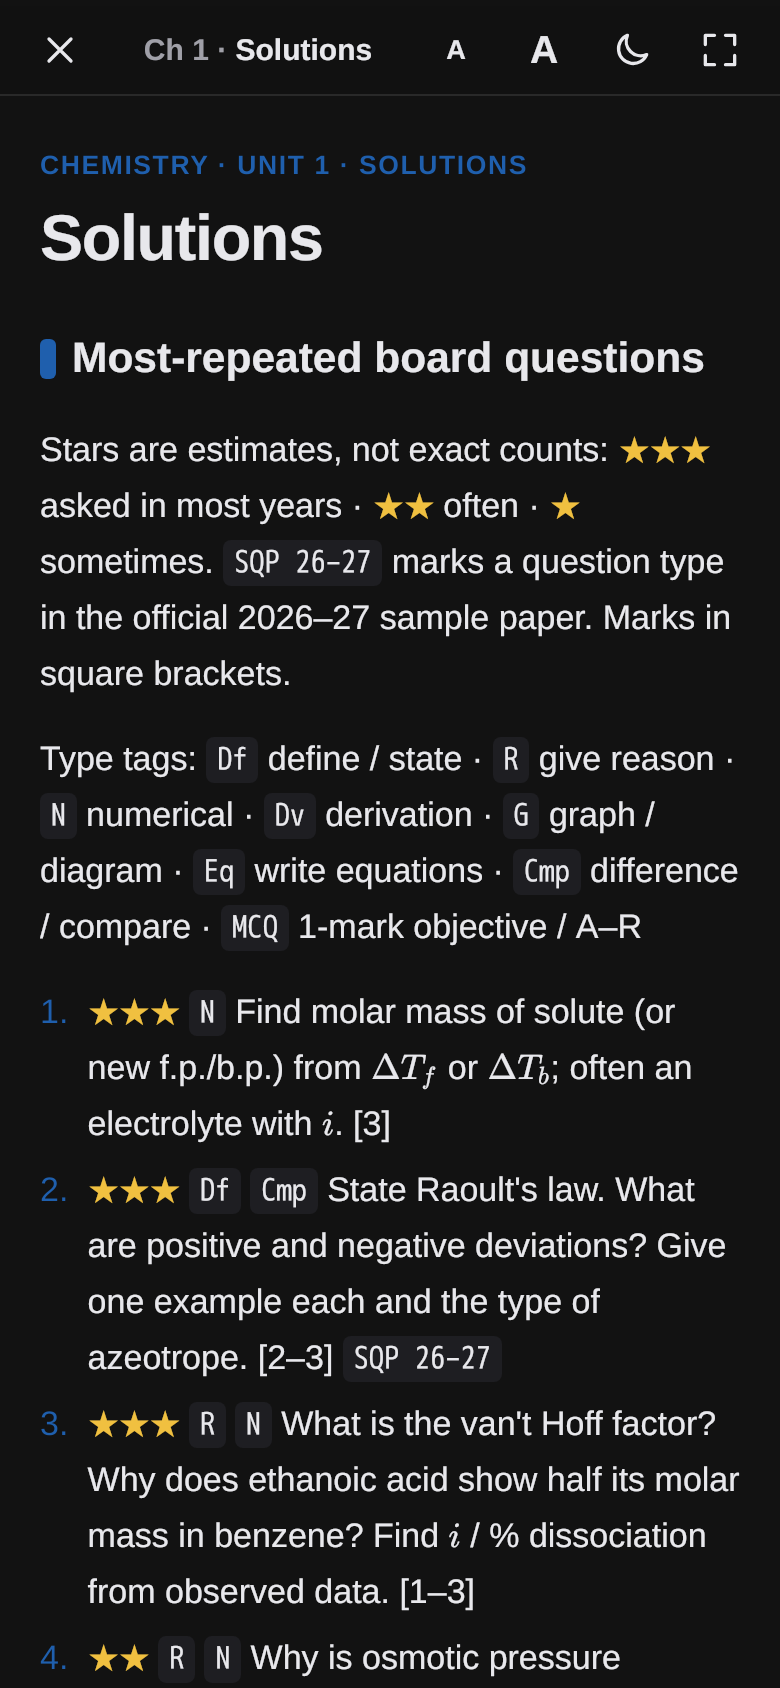 Ch 1 · Solutions A A
CHEMISTRY · UNIT 1 · SOLUTIONS
Solutions
Most-repeated board questions
Stars are estimates, not exact counts: ★★★
asked in most years · ★★ often · ★
sometimes. SQP 26–27 marks a question type
in the official 2026–27 sample paper. Marks in
square brackets.
Type tags: Df define / state · R give reason ·
N numerical · Dv derivation · G graph /
diagram · Eq write equations · Cmp difference
/ compare · MCQ 1-mark objective / A–R
1. ★★★ N Find molar mass of solute (or
new f.p./b.p.) from ΔT_f or ΔT_b; often an
electrolyte with i. [3]
2. ★★★ Df Cmp State Raoult's law. What
are positive and negative deviations? Give
one example each and the type of
azeotrope. [2–3] SQP 26–27
3. ★★★ R N What is the van't Hoff factor?
Why does ethanoic acid show half its molar
mass in benzene? Find i / % dissociation
from observed data. [1–3]
4. ★★ R N Why is osmotic pressure